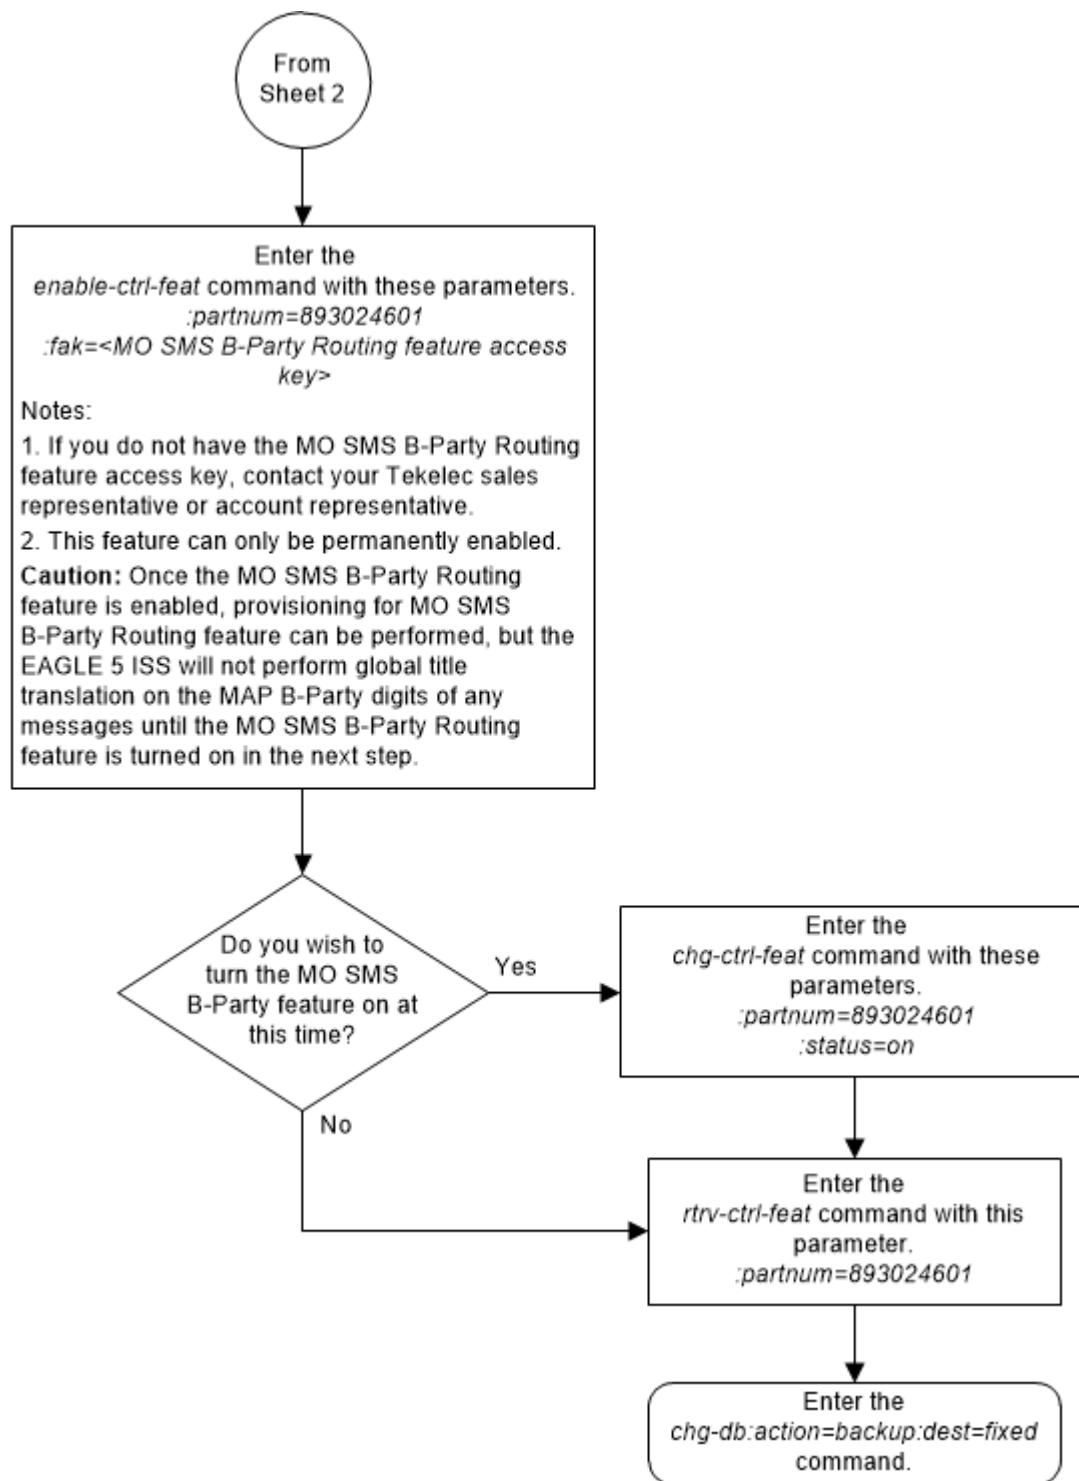 From
Sheet 2
Enter the
enable-ctrl-feat command with these parameters.
:partnum=893024601
:fak=<MO SMS B-Party Routing feature access
key>
Notes:
1. If you do not have the MO SMS B-Party Routing
feature access key, contact your Tekelec sales
representative or account representative.
2. This feature can only be permanently enabled.
Caution: Once the MO SMS B-Party Routing
feature is enabled, provisioning for MO SMS
B-Party Routing feature can be performed, but the
EAGLE 5 ISS will not perform global title
translation on the MAP B-Party digits of any
messages until the MO SMS B-Party Routing
feature is turned on in the next step.
Do you wish to
turn the MO SMS
B-Party feature on at
this time?
Yes
No
Enter the
chg-ctrl-feat command with these
parameters.
:partnum=893024601
:status=on
Enter the
rtrv-ctrl-feat command with this
parameter.
:partnum=893024601
Enter the
chg-db:action=backup:dest=fixed
command.